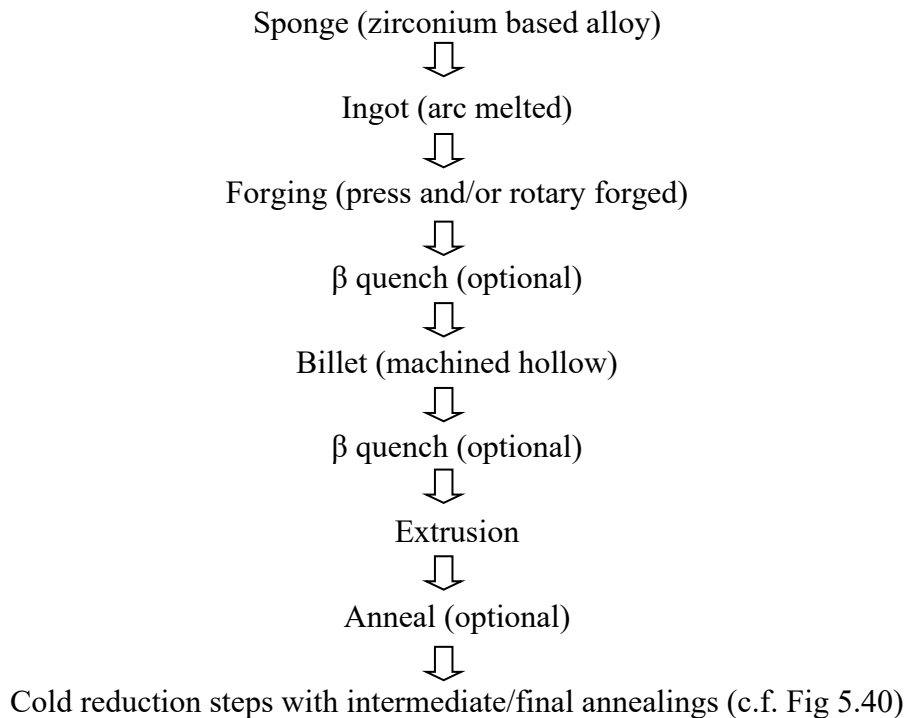 Sponge (zirconium based alloy)
Ingot (arc melted)
Forging (press and/or rotary forged)
β quench (optional)
Billet (machined hollow)
β quench (optional)
Extrusion
Anneal (optional)
Cold reduction steps with intermediate/final annealings (c.f. Fig 5.40)